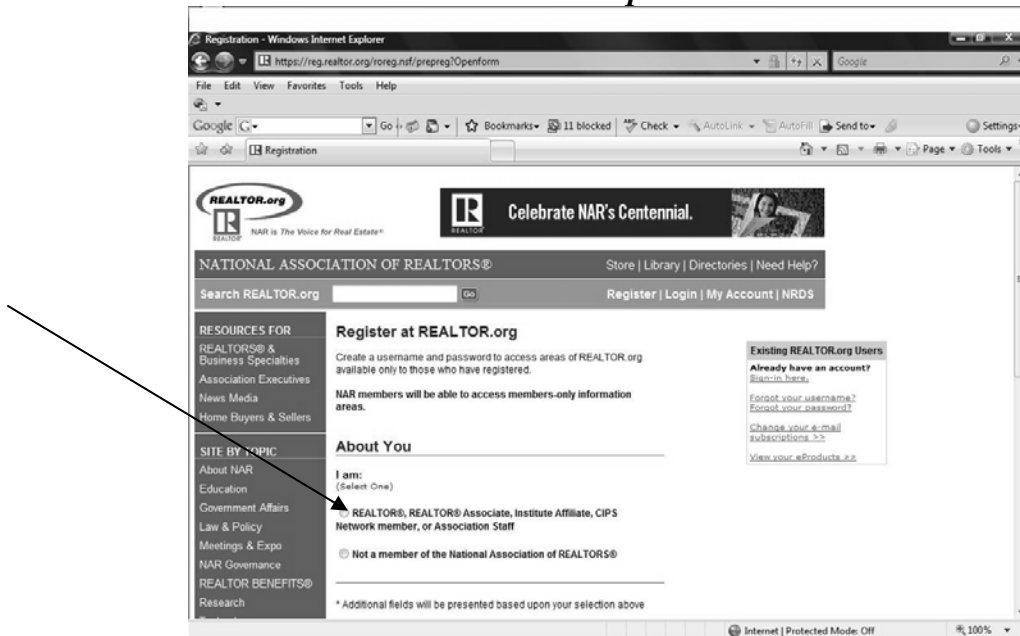 Registration - Windows Internet Explorer
https://reg.realtor.org/roreg.nsf/prepreg?Openform
Google
File Edit View Favorites Tools Help
Google G Go Bookmarks 11 blocked Check AutoLink AutoFill Send to Settings
Registration Page Tools
REALTOR.org
REALTOR
NAR is The Voice for Real Estate®
REALTOR
Celebrate NAR's Centennial.
NATIONAL ASSOCIATION OF REALTORS® Store | Library | Directories | Need Help?
Search REALTOR.org Go Register | Login | My Account | NRDS
RESOURCES FOR
REALTORS® &
Business Specialties
Association Executives
News Media
Home Buyers & Sellers
SITE BY TOPIC
About NAR
Education
Government Affairs
Law & Policy
Meetings & Expo
NAR Governance
REALTOR BENEFITS®
Research
Register at REALTOR.org
Create a username and password to access areas of REALTOR.org
available only to those who have registered.
NAR members will be able to access members-only information
areas.
About You
I am:
(Select One)
REALTOR®, REALTOR® Associate, Institute Affiliate, CIPS
Network member, or Association Staff
Not a member of the National Association of REALTORS®
* Additional fields will be presented based upon your selection above
Existing REALTOR.org Users
Already have an account?
Sign-in here.
Forgot your username?
Forgot your password?
Change your e-mail
subscriptions >>
View your eProducts >>
Internet | Protected Mode: Off 100%